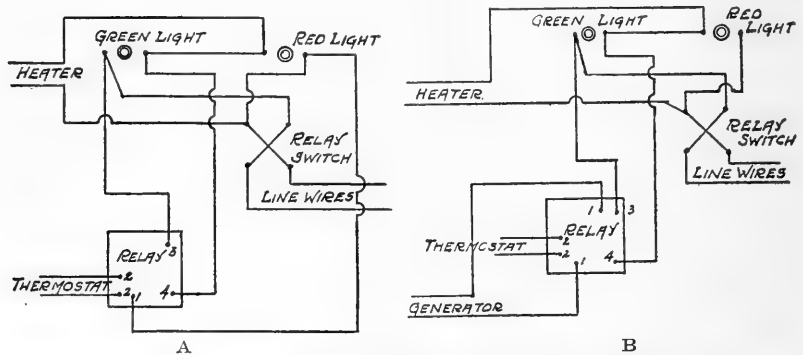 GREEN LIGHT
RED LIGHT
HEATER
RELAY
SWITCH
LINE WIRES
RELAY 3
2
THERMOSTAT
2 1 4
A
GREEN LIGHT
RED
LIGHT
HEATER.
RELAY
SWITCH
LINE WIRES
1 3
RELAY
2
THERMOSTAT
2 1 4
GENERATOR
B